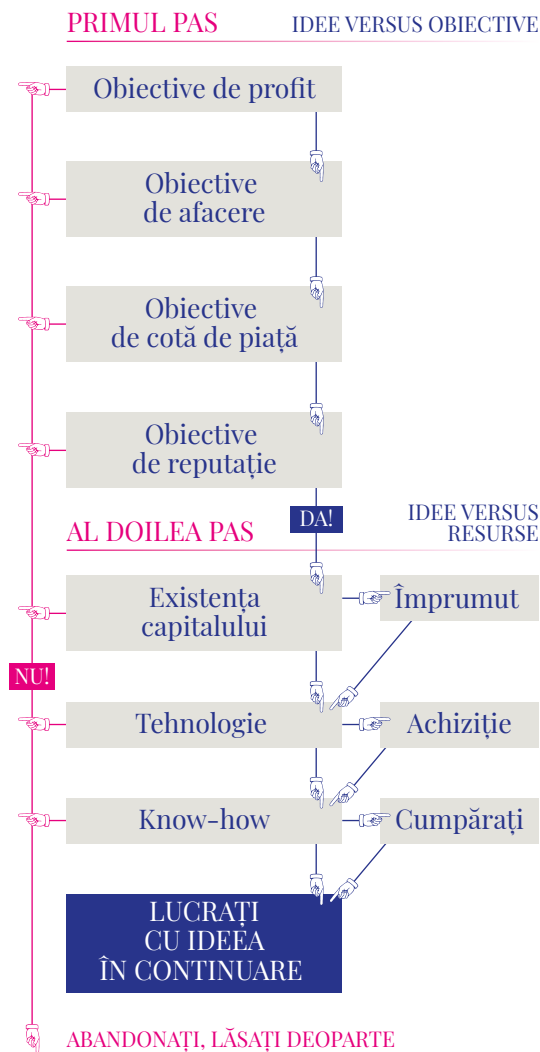 PRIMUL PAS
IDEE VERSUS OBIECTIVE
Obiective de profit
Obiective
de afacere
Obiective
de cotă de piață
Obiective
de reputație
DA!
AL DOILEA PAS
IDEE VERSUS
RESURSE
Existența
capitalului
Împrumut
NU!
Tehnologie
Achiziție
Know-how
Cumpărați
LUCRAȚI
CU IDEEA
ÎN CONTINUARE
ABANDONAȚI, LĂSAȚI DEOPARTE